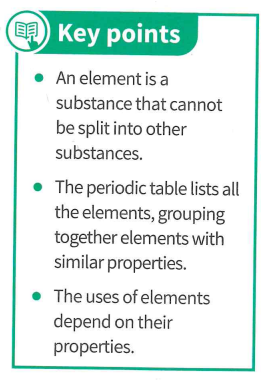 Key points
• An element is a
substance that cannot
be split into other
substances.
• The periodic table lists all
the elements, grouping
together elements with
similar properties.
• The uses of elements
depend on their
properties.